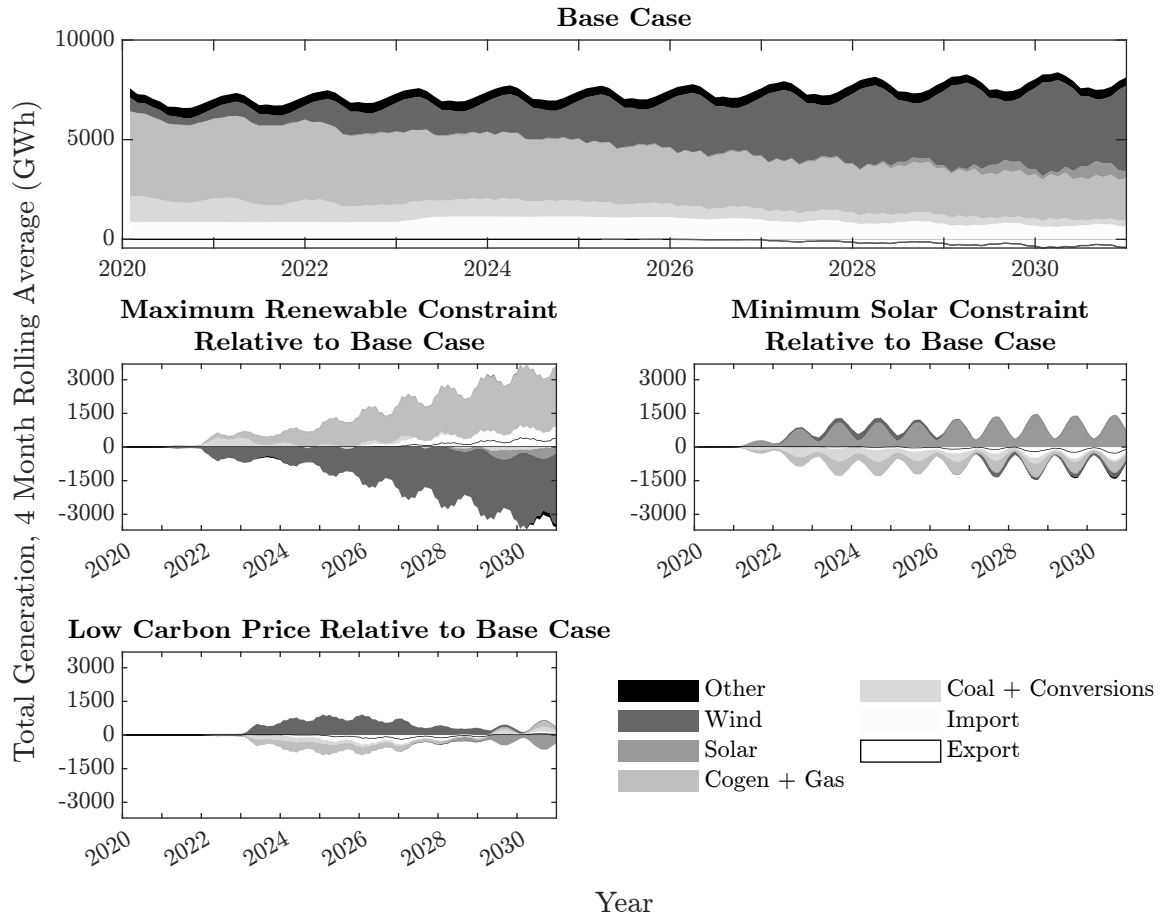 Base Case
Total Generation, 4 Month Rolling Average (GWh)
10000
5000
0
2020
2022
2024
2026
2028
2030
Maximum Renewable Constraint
Relative to Base Case
3000
1500
0
-1500
-3000
2020
2022
2024
2026
2028
2030
Minimum Solar Constraint
Relative to Base Case
3000
1500
0
-1500
-3000
2020
2022
2024
2026
2028
2030
Low Carbon Price Relative to Base Case
3000
1500
0
-1500
-3000
2020
2022
2024
2026
2028
2030
Other
Wind
Solar
Cogen + Gas
Coal + Conversions
Import
Export
Year